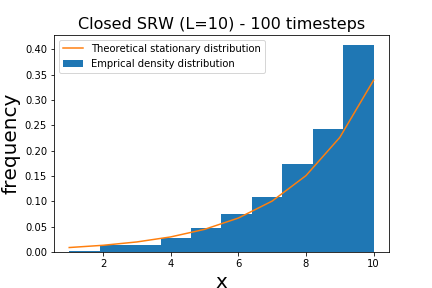 Closed SRW (L=10) - 100 timesteps
Theoretical stationary distribution
Emprical density distribution
frequency
0.40
0.35
0.30
0.25
0.20
0.15
0.10
0.05
0.00
2
4
6
8
10
x